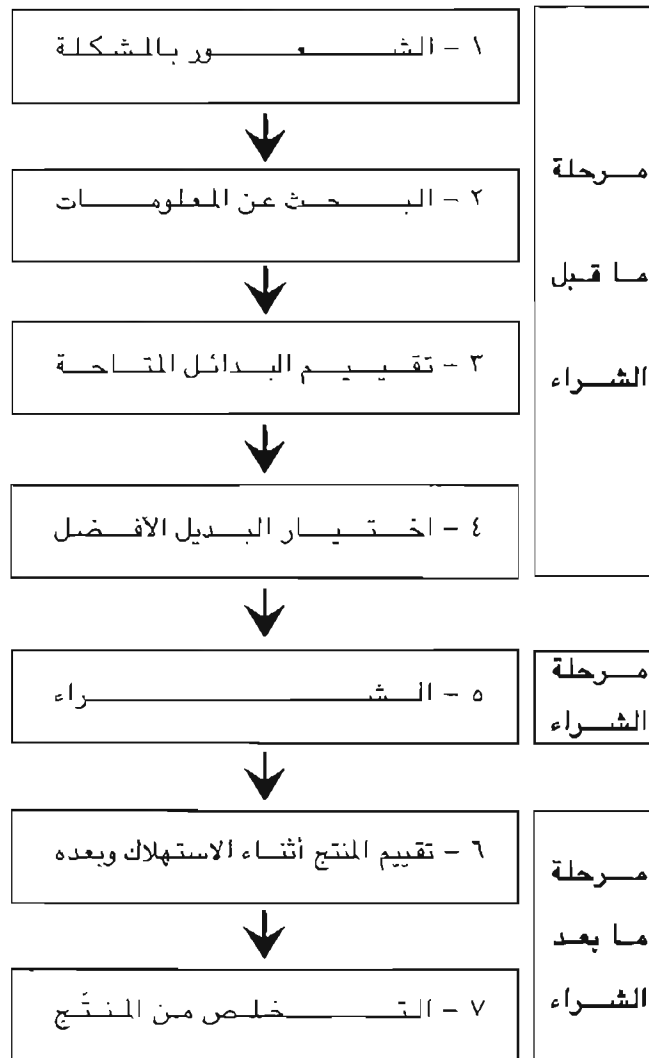 ١ - الشعور بالمشكلة
٢ - البحث عن المعلومات
٣ - تقييم البدائل المتاحة
٤ - اختيار البديل الأفضل
مرحلة
ما قبل
الشراء
٥ - الشراء
مرحلة
الشراء
٦ - تقييم المنتج أثناء الاستهلاك وبعده
٧ - التخلص من المنتَج
مرحلة
ما بعد
الشراء